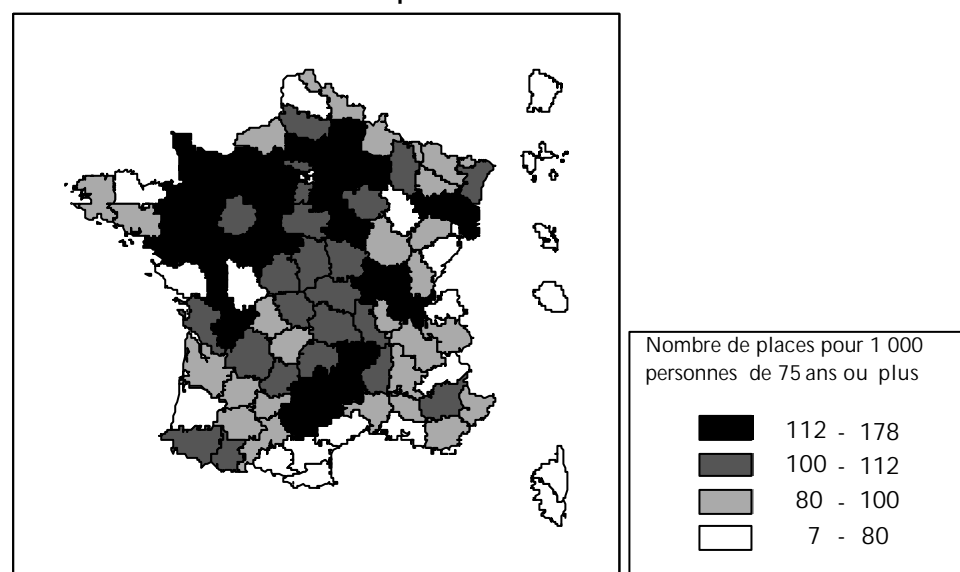 Nombre de places pour 1 000
personnes de 75 ans ou plus
112 - 178
100 - 112
80 - 100
7 - 80